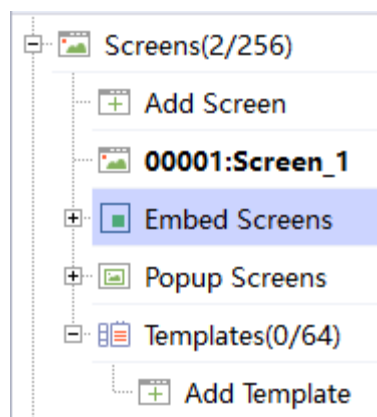 Screens(2/256)
Add Screen
00001:Screen_1
Embed Screens
Popup Screens
Templates(0/64)
Add Template